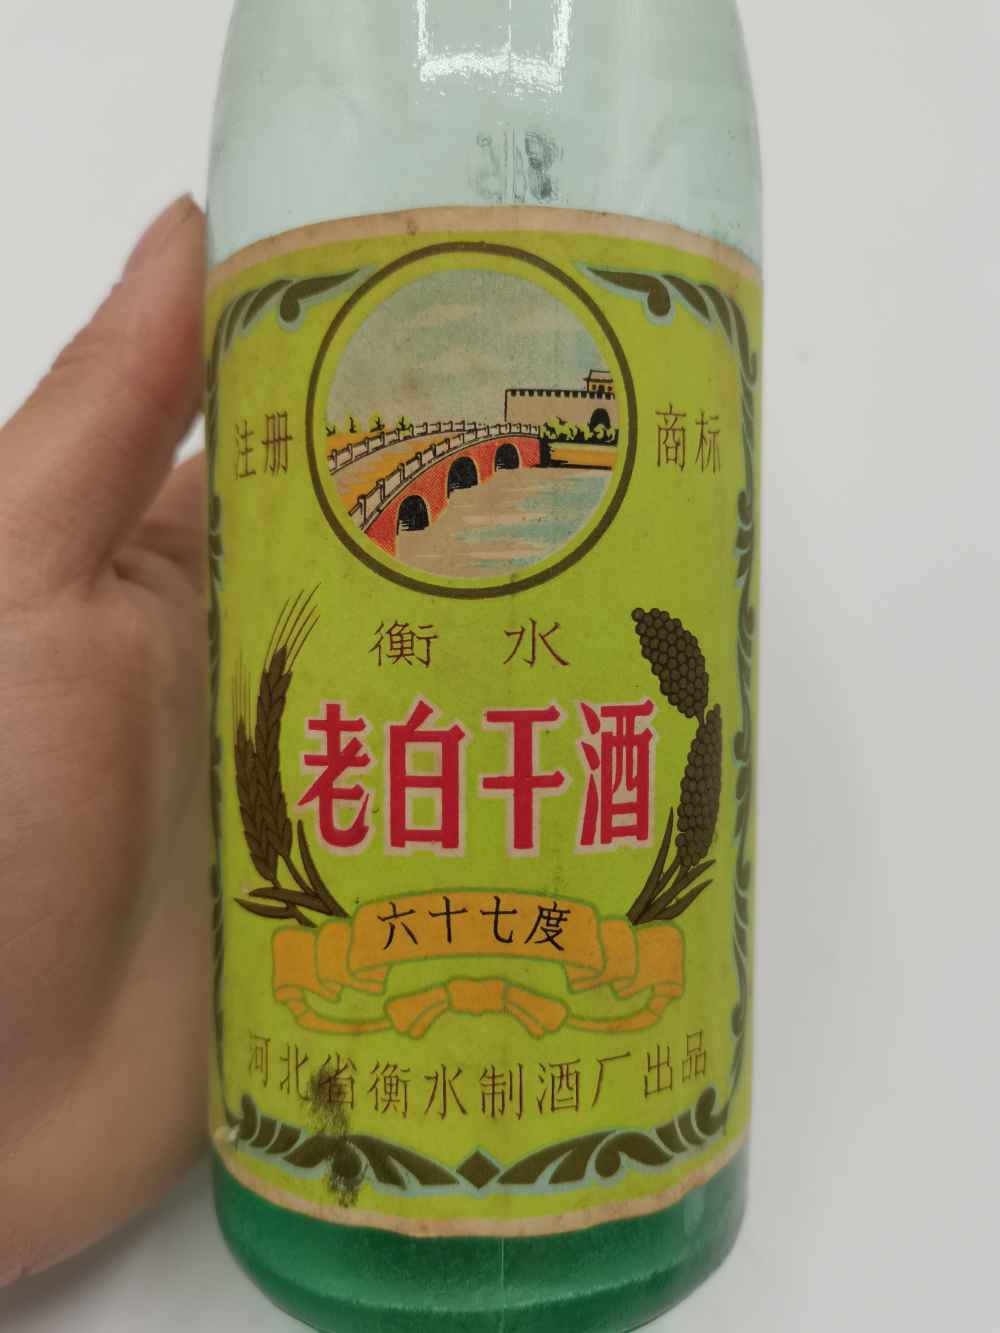 注册 商标
衡水
老白干酒
六十七度
河北省衡水制酒厂出品